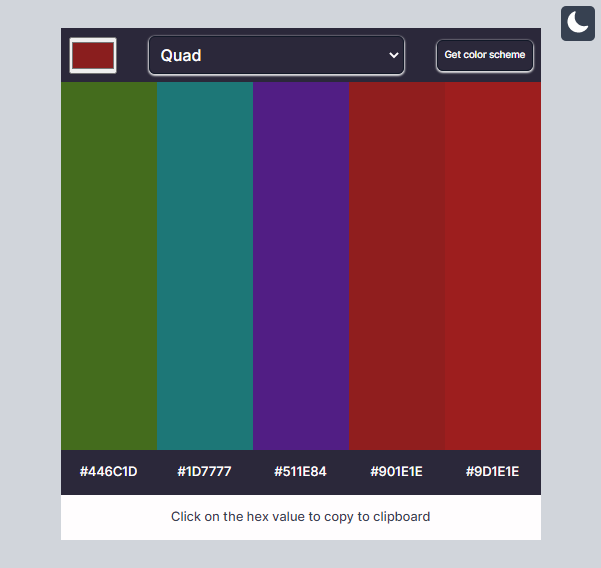 Quad
Get color scheme
#446C1D #1D7777 #511E84 #901E1E #9D1E1E
Click on the hex value to copy to clipboard